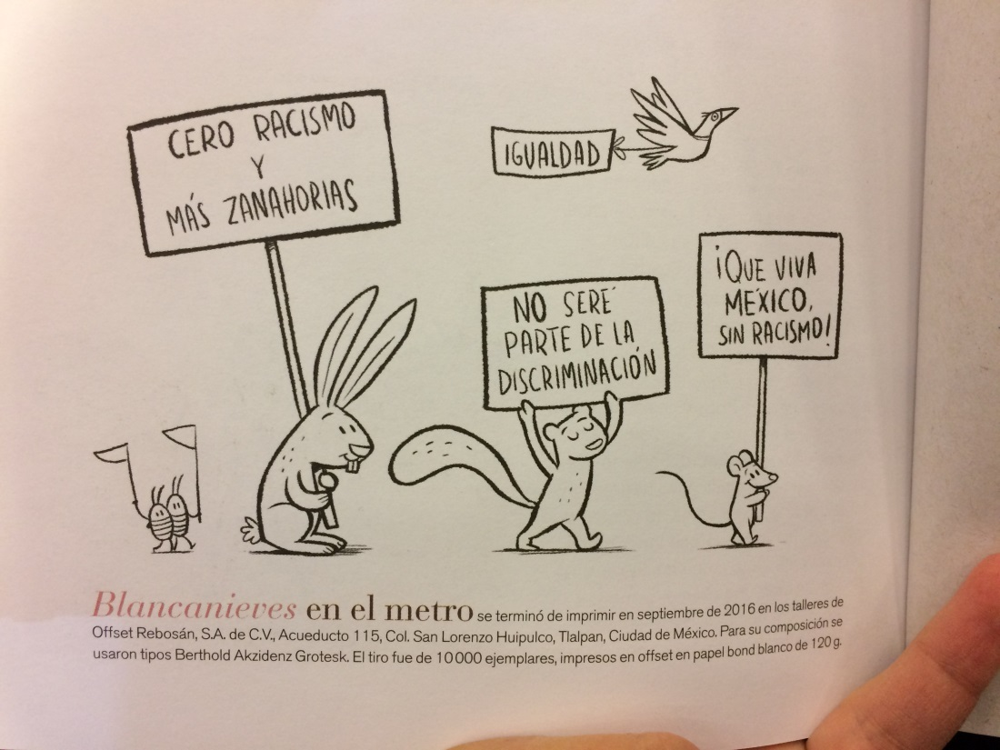 CERO RACISMO
Y
MÁS ZANAHORIAS
IGUALDAD
NO SERÉ
PARTE DE LA
DISCRIMINACIÓN
¡QUE VIVA
MÉXICO,
SIN RACISMO!
Blancanieves en el metro se terminó de imprimir en septiembre de 2016 en los talleres de
Offset Rebosán, S.A. de C.V., Acueducto 115, Col. San Lorenzo Huipulco, Tlalpan, Ciudad de México. Para su composición se
usaron tipos Berthold Akzidenz Grotesk. El tiro fue de 10 000 ejemplares, impresos en offset en papel bond blanco de 120 g.